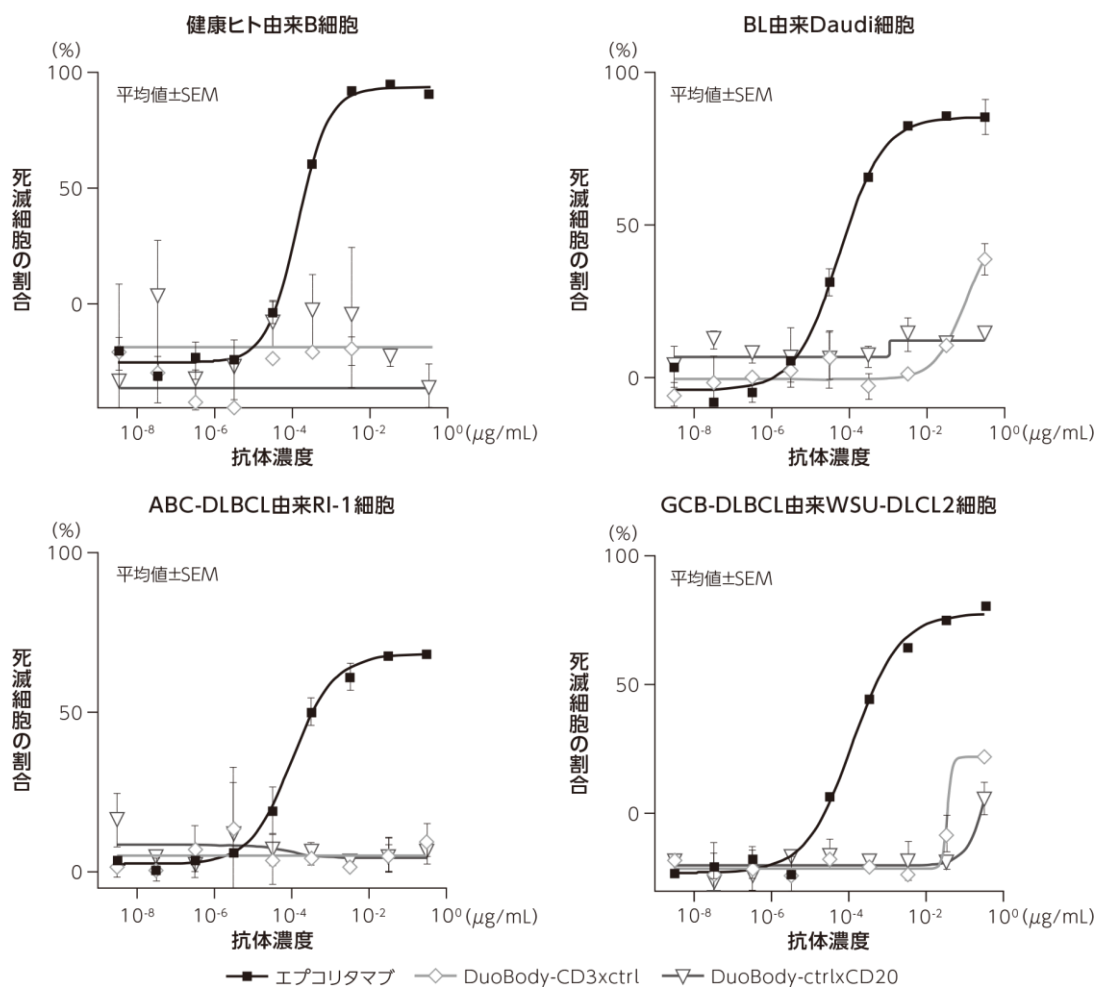 健康ヒト由来B細胞
(%)
100
平均値±SEM
50
0
死滅細胞の割合
10-8 10-6 10-4 10-2 100(μg/mL)
抗体濃度
BL由来Daudi細胞
(%)
100
平均値±SEM
50
0
死滅細胞の割合
10-8 10-6 10-4 10-2 100(μg/mL)
抗体濃度
ABC-DLBCL由来RI-1細胞
(%)
100
平均値±SEM
50
0
死滅細胞の割合
10-8 10-6 10-4 10-2 100(μg/mL)
抗体濃度
GCB-DLBCL由来WSU-DLCL2細胞
(%)
100
平均値±SEM
50
0
死滅細胞の割合
10-8 10-6 10-4 10-2 100(μg/mL)
抗体濃度
エプコリタマブ DuoBody-CD3xctrl DuoBody-ctrlxCD20